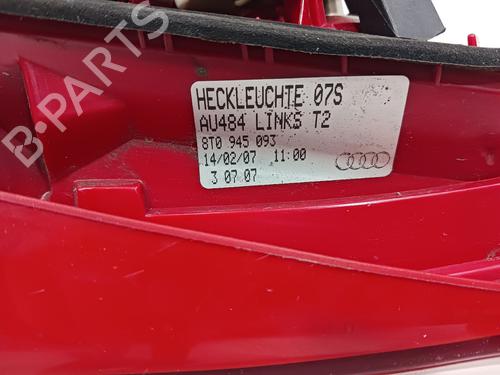 HECKLEUCHTE 07S
AU484 LINKS T2
8T0 945 093
14/02/07 11:00
3 07 07
B-PARTS